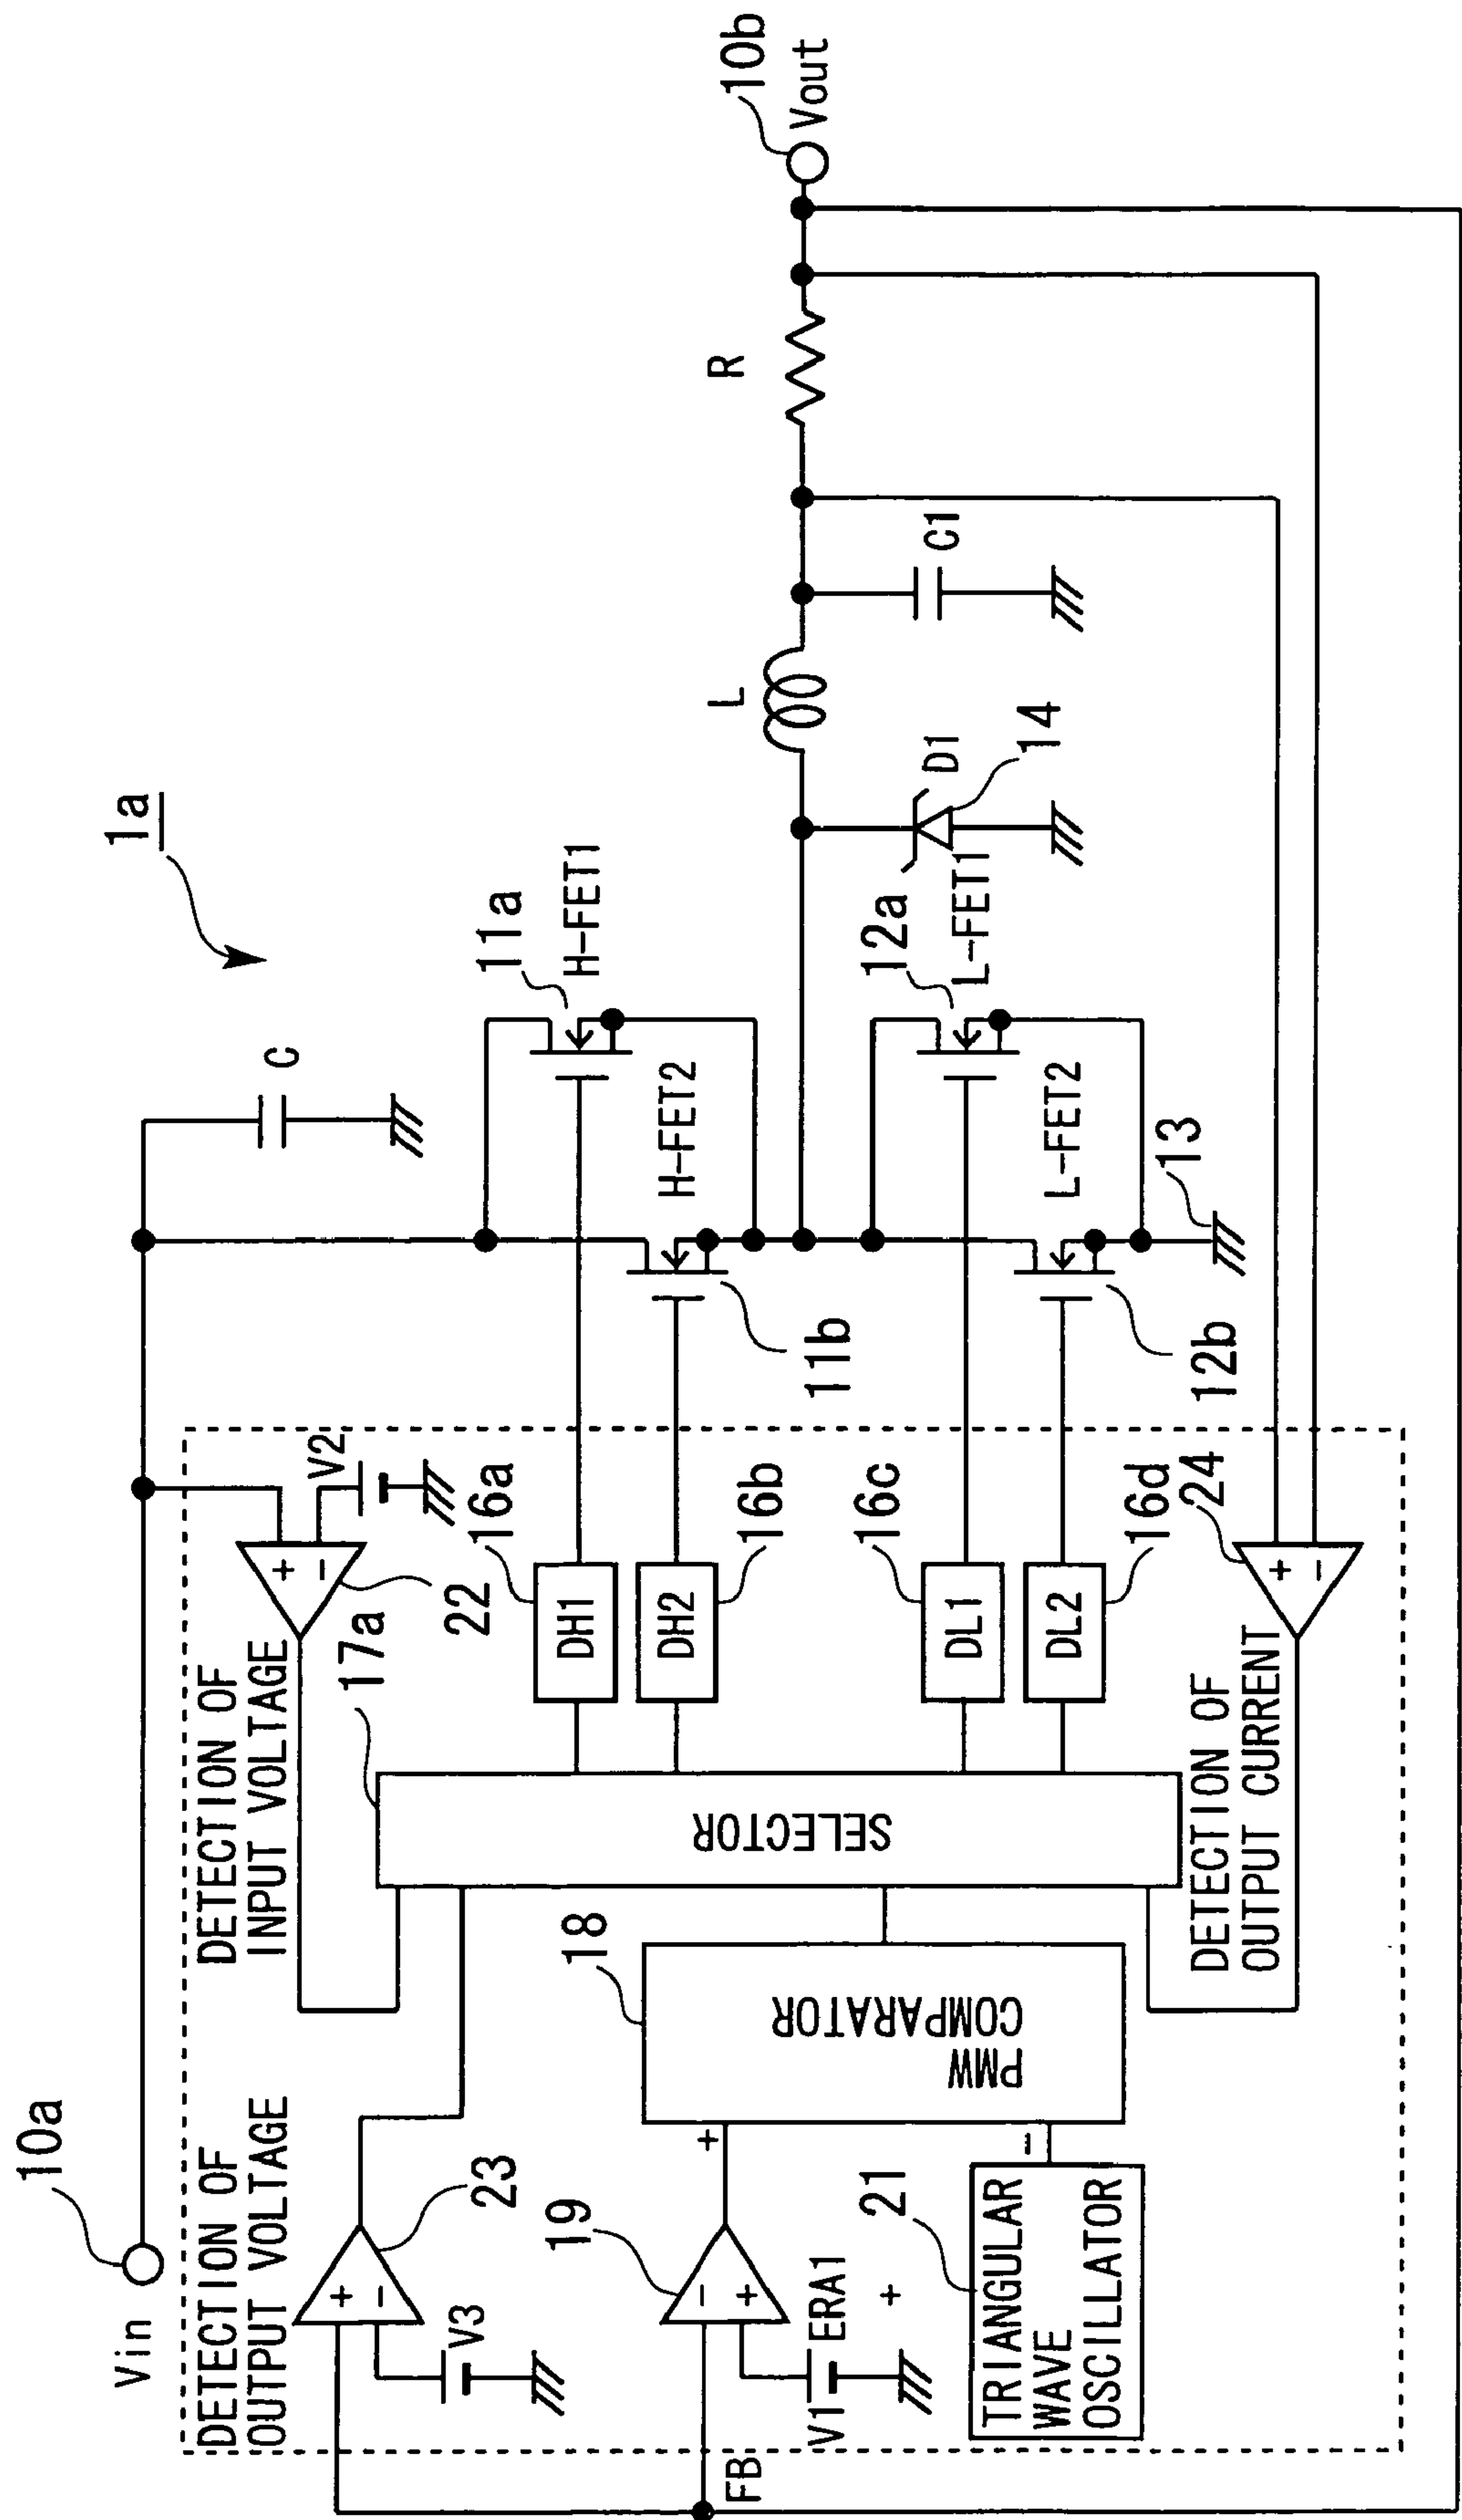 1a
10a
Vin
DETECTION OF
OUTPUT VOLTAGE
23
V3
FB
19
V1
ERA1
+
-
+
-
+
21
TRIANGULAR
WAVE
OSCILLATOR
+
-
18
PMW
COMPARATOR
DETECTION OF
INPUT VOLTAGE
17a
SELECTOR
22
+
-
V2
DH1
16a
DH2
16b
DL1
16c
DL2
16d
DETECTION OF
OUTPUT CURRENT
24
+
-
C
11a
H-FET1
H-FET2
11b
12a
L-FET1
L-FET2
12b
13
D1
14
L
C1
R
10b
Vout